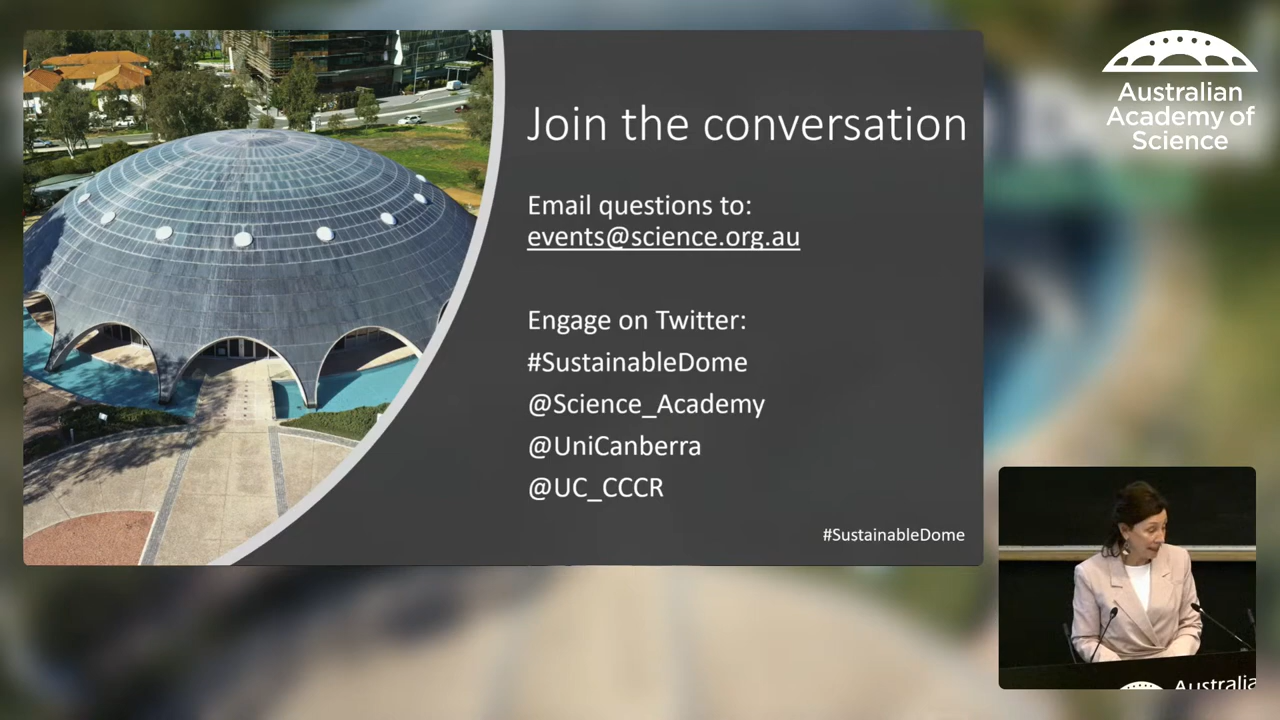 Join the conversation
Email questions to:
events@science.org.au
Engage on Twitter:
#SustainableDome
@Science_Academy
@UniCanberra
@UC_CCCR
#SustainableDome
Australian
Academy of
Science
Australia